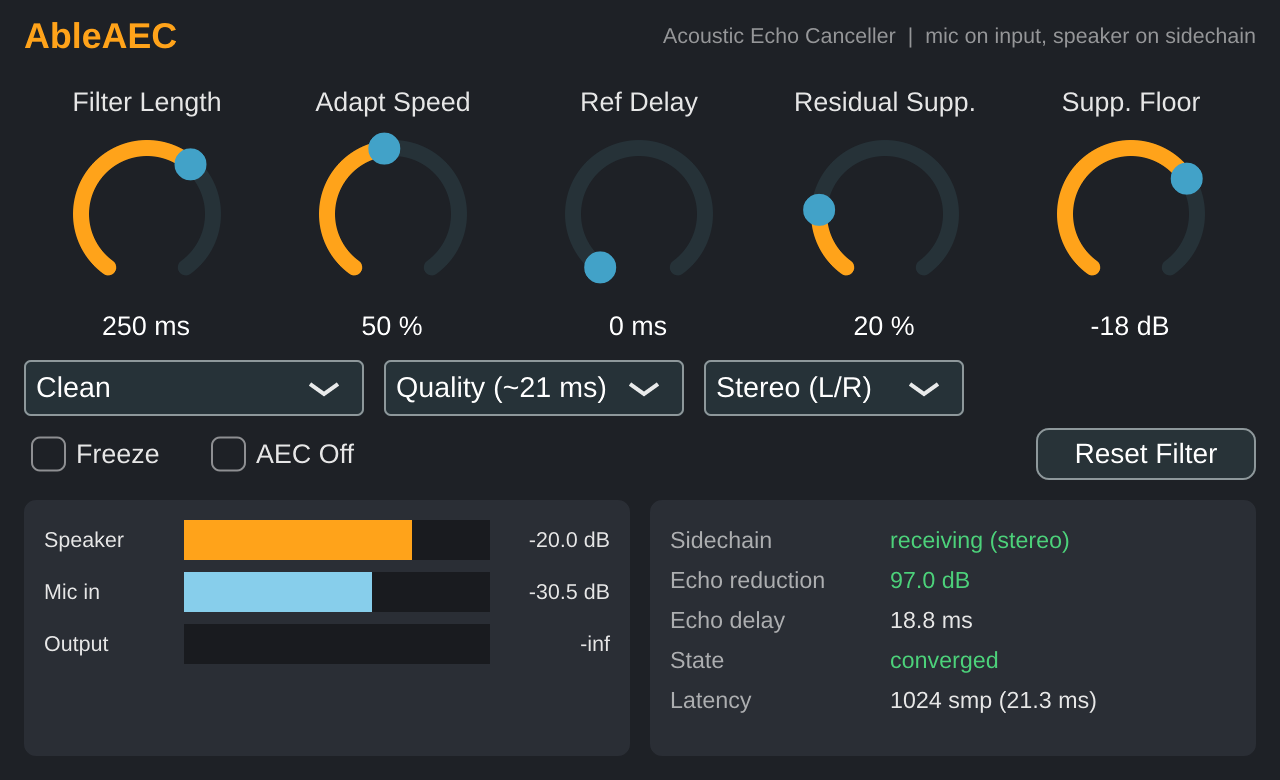 AbleAEC
Acoustic Echo Canceller | mic on input, speaker on sidechain
Filter Length
Adapt Speed
Ref Delay
Residual Supp.
Supp. Floor
250 ms
50 %
0 ms
20 %
-18 dB
Clean
Quality (~21 ms)
Stereo (L/R)
Freeze
AEC Off
Reset Filter
Speaker -20.0 dB
Mic in -30.5 dB
Output -inf
Sidechain receiving (stereo)
Echo reduction 97.0 dB
Echo delay 18.8 ms
State converged
Latency 1024 smp (21.3 ms)